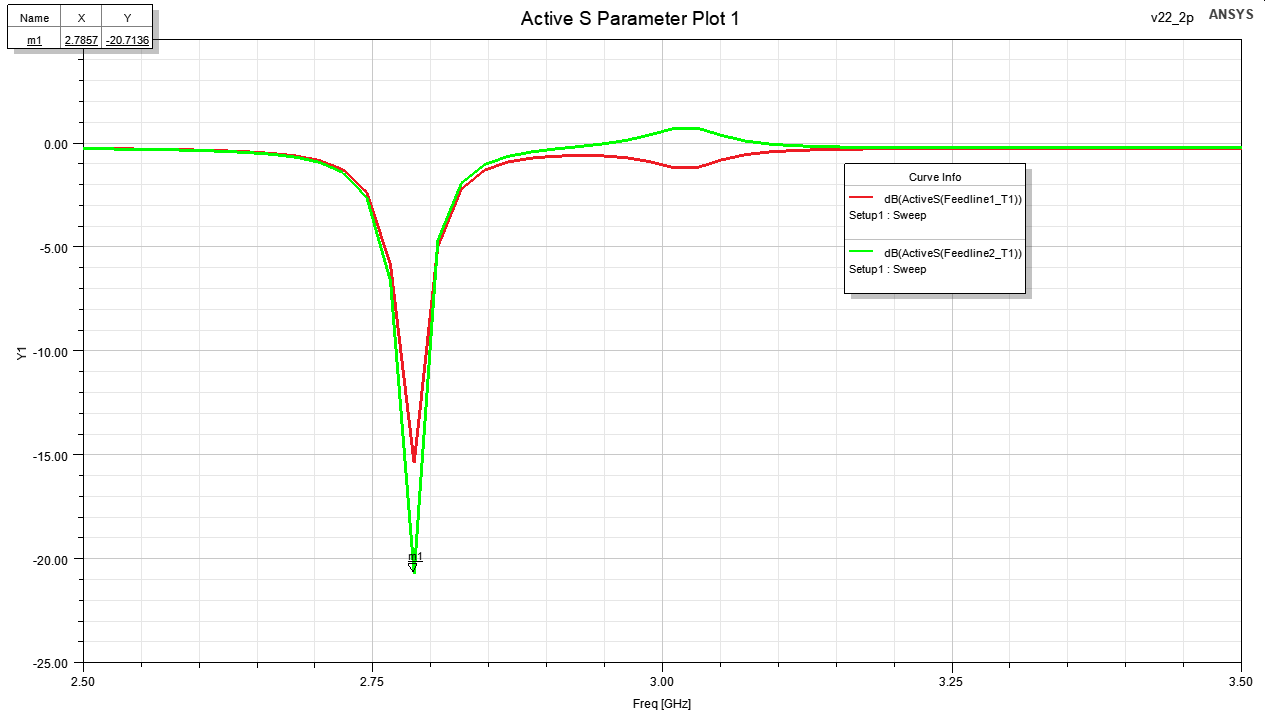 Active S Parameter Plot 1
v22_2p
ANSYS
Name X Y
m1 2.7857 -20.7136
0.00
-5.00
-10.00
-15.00
-20.00
-25.00
Y1
m1
Curve Info
dB(ActiveS(Feedline1_T1))
Setup1 : Sweep
dB(ActiveS(Feedline2_T1))
Setup1 : Sweep
2.50 2.75 3.00 3.25 3.50
Freq [GHz]